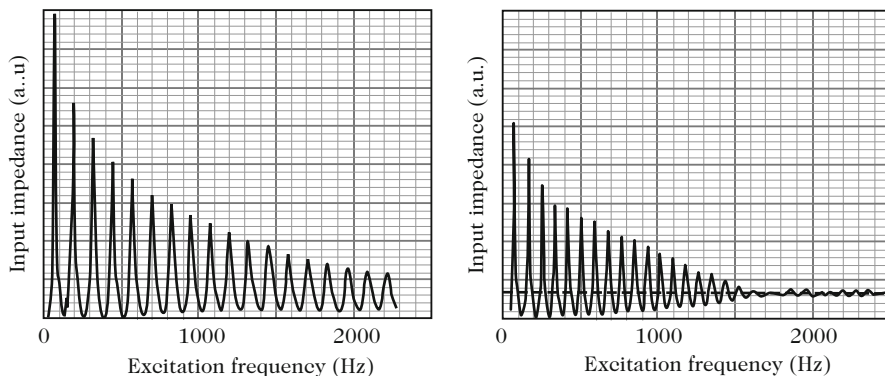 Input impedance (a..u)
0
1000
2000
Excitation frequency (Hz)
Input impedance (a.u.)
0
1000
2000
Excitation frequency (Hz)